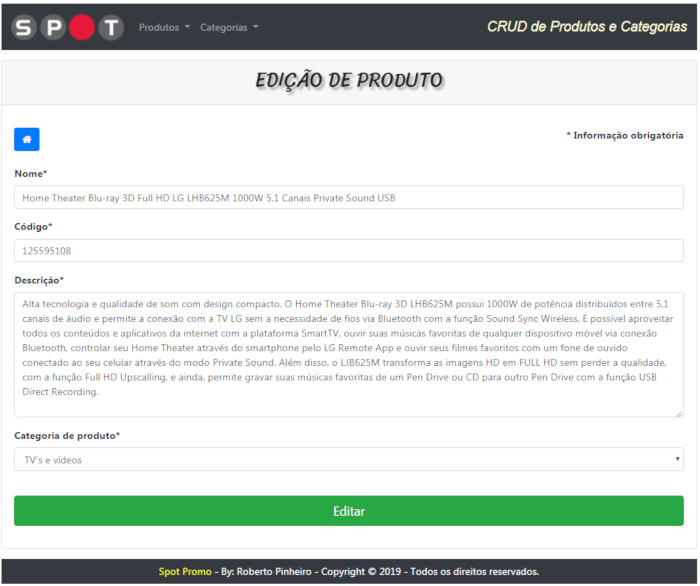 SPOT Produtos Categorias CRUD de Produtos e Categorias
EDIÇÃO DE PRODUTO
* Informação obrigatória
Nome*
Home Theater Blu-ray 3D Full HD LG LHB625M 1000W 5.1 Canais Private Sound USB
Código*
125595108
Descrição*
Alta tecnologia e qualidade de som com design compacto. O Home Theater Blu-ray 3D LHB625M possui 1000W de potência distribuídos entre 5.1
canais de áudio e permite a conexão com a TV LG sem a necessidade de fios via Bluetooth com a função Sound Sync Wireless. É possível aproveitar
todos os conteúdos e aplicativos da internet com a plataforma SmartTV, ouvir suas músicas favoritas de qualquer dispositivo móvel via conexão
Bluetooth, controlar seu Home Theater através do smartphone pelo LG Remote App e ouvir seus filmes favoritos com um fone de ouvido
conectado ao seu celular através do modo Private Sound. Além disso, o LJB625M transforma as imagens HD em FULL HD sem perder a qualidade,
com a função Full HD Upscalling, e ainda, permite gravar suas músicas favoritas de um Pen Drive ou CD para outro Pen Drive com a função USB
Direct Recording.
Categoria de produto*
TV's e vídeos
Editar
Spot Promo - By: Roberto Pinheiro - Copyright © 2019 - Todos os direitos reservados.